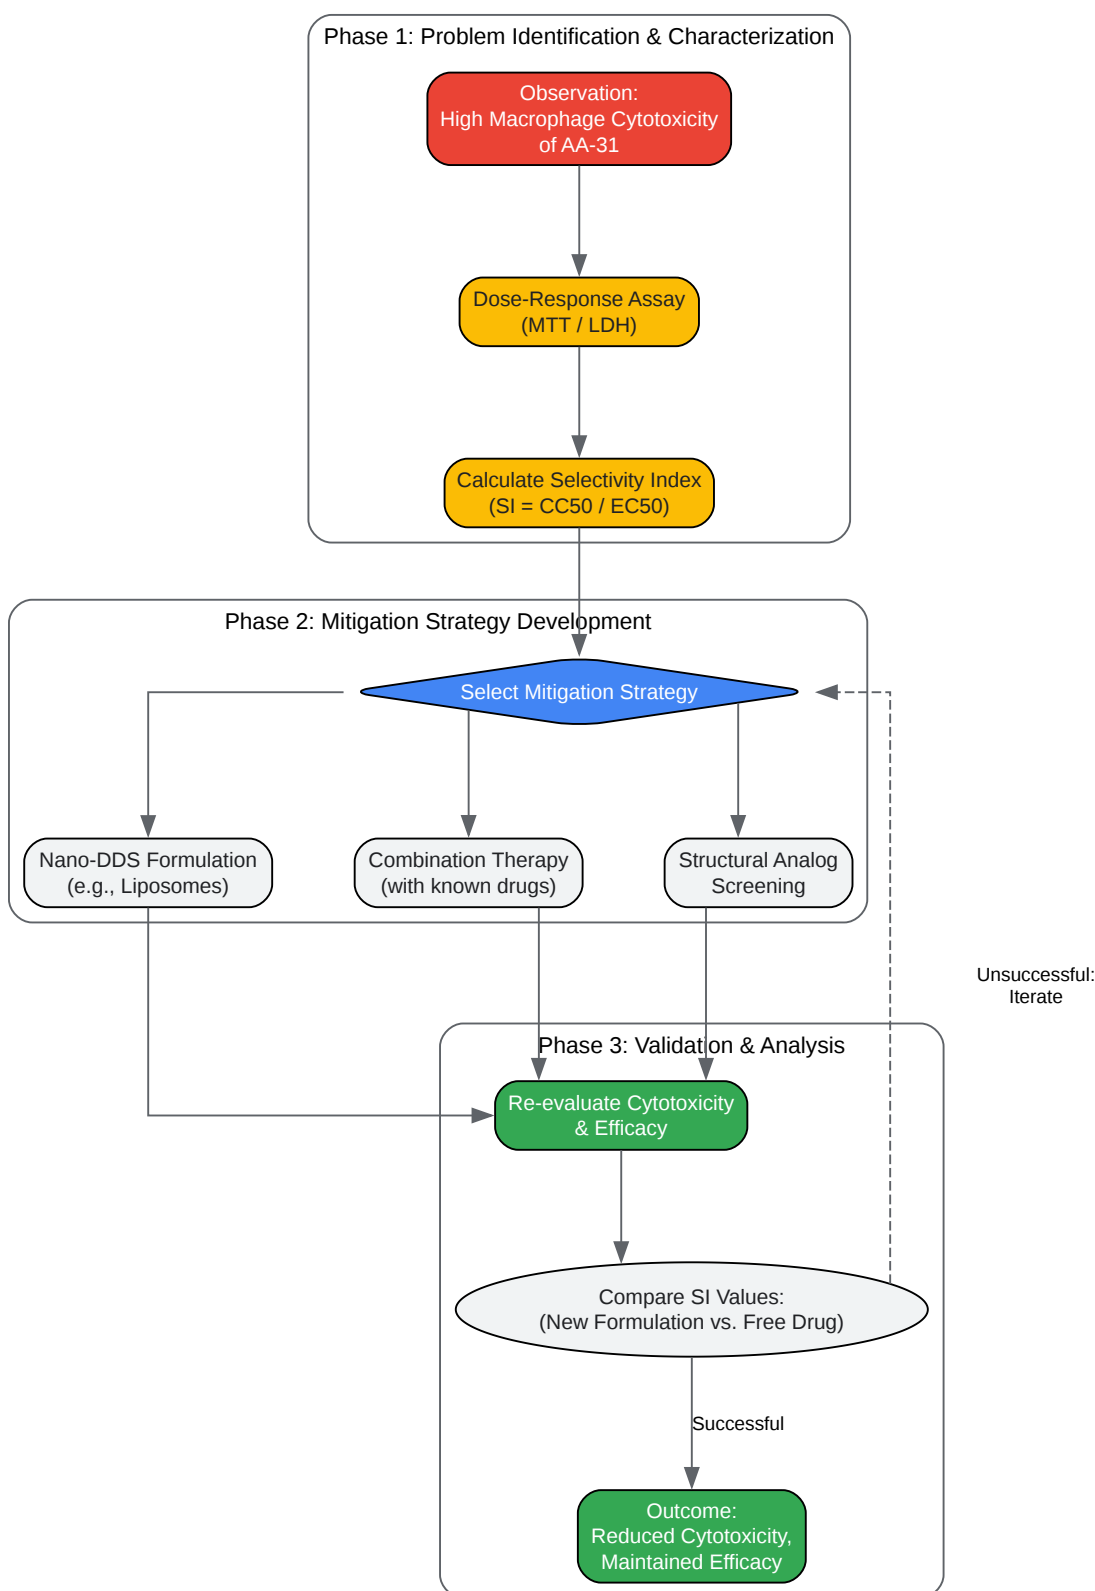 Phase 1: Problem Identification & Characterization
Observation:
High Macrophage Cytotoxicity
of AA-31
Dose-Response Assay
(MTT / LDH)
Calculate Selectivity Index
(SI = CC50 / EC50)
Phase 2: Mitigation Strategy Development
Select Mitigation Strategy
Nano-DDS Formulation
(e.g., Liposomes)
Combination Therapy
(with known drugs)
Structural Analog
Screening
Unsuccessful:
Iterate
Phase 3: Validation & Analysis
Re-evaluate Cytotoxicity
& Efficacy
Compare SI Values:
(New Formulation vs. Free Drug)
Successful
Outcome:
Reduced Cytotoxicity,
Maintained Efficacy